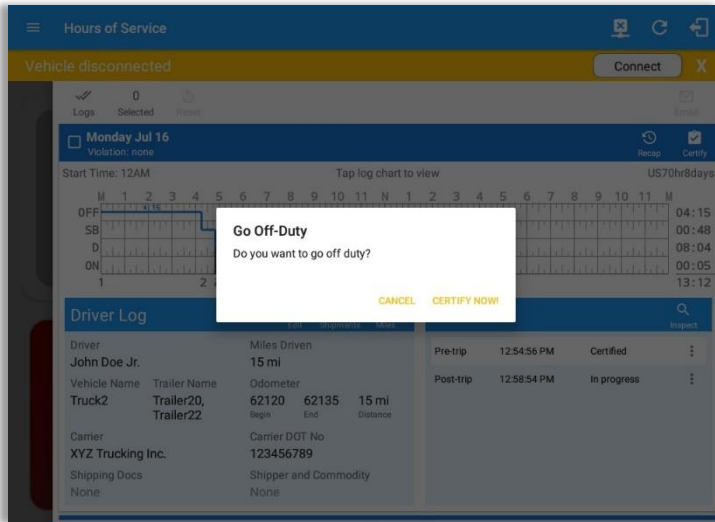 Hours of Service
Vehicle disconnected
Connect
X
0
Logs
Selected
Reset
Email
Monday Jul 16
Violation: none
Recap
Certify
Start Time: 12AM
Tap log chart to view
US70hr8days
M 1 2 3 4 5 6 7 8 9 10 11 N 1 2 3 4 5 6 7 8 9 10 11 M
OFF 04:15
SB 00:48
D 08:04
ON 00:05
1 2 13:12
Go Off-Duty
Do you want to go off duty?
CANCEL
CERTIFY NOW!
Driver Log
Edit
Shipments
Miles
Inspect
Driver
Miles Driven
John Doe Jr.
15 mi
Vehicle Name
Trailer Name
Odometer
Truck2
Trailer20,
Trailer22
62120
62135
15 mi
Begin
End
Distance
Carrier
Carrier DOT No
XYZ Trucking Inc.
123456789
Shipping Docs
Shipper and Commodity
None
None
Pre-trip 12:54:56 PM Certified
Post-trip 12:58:54 PM In progress